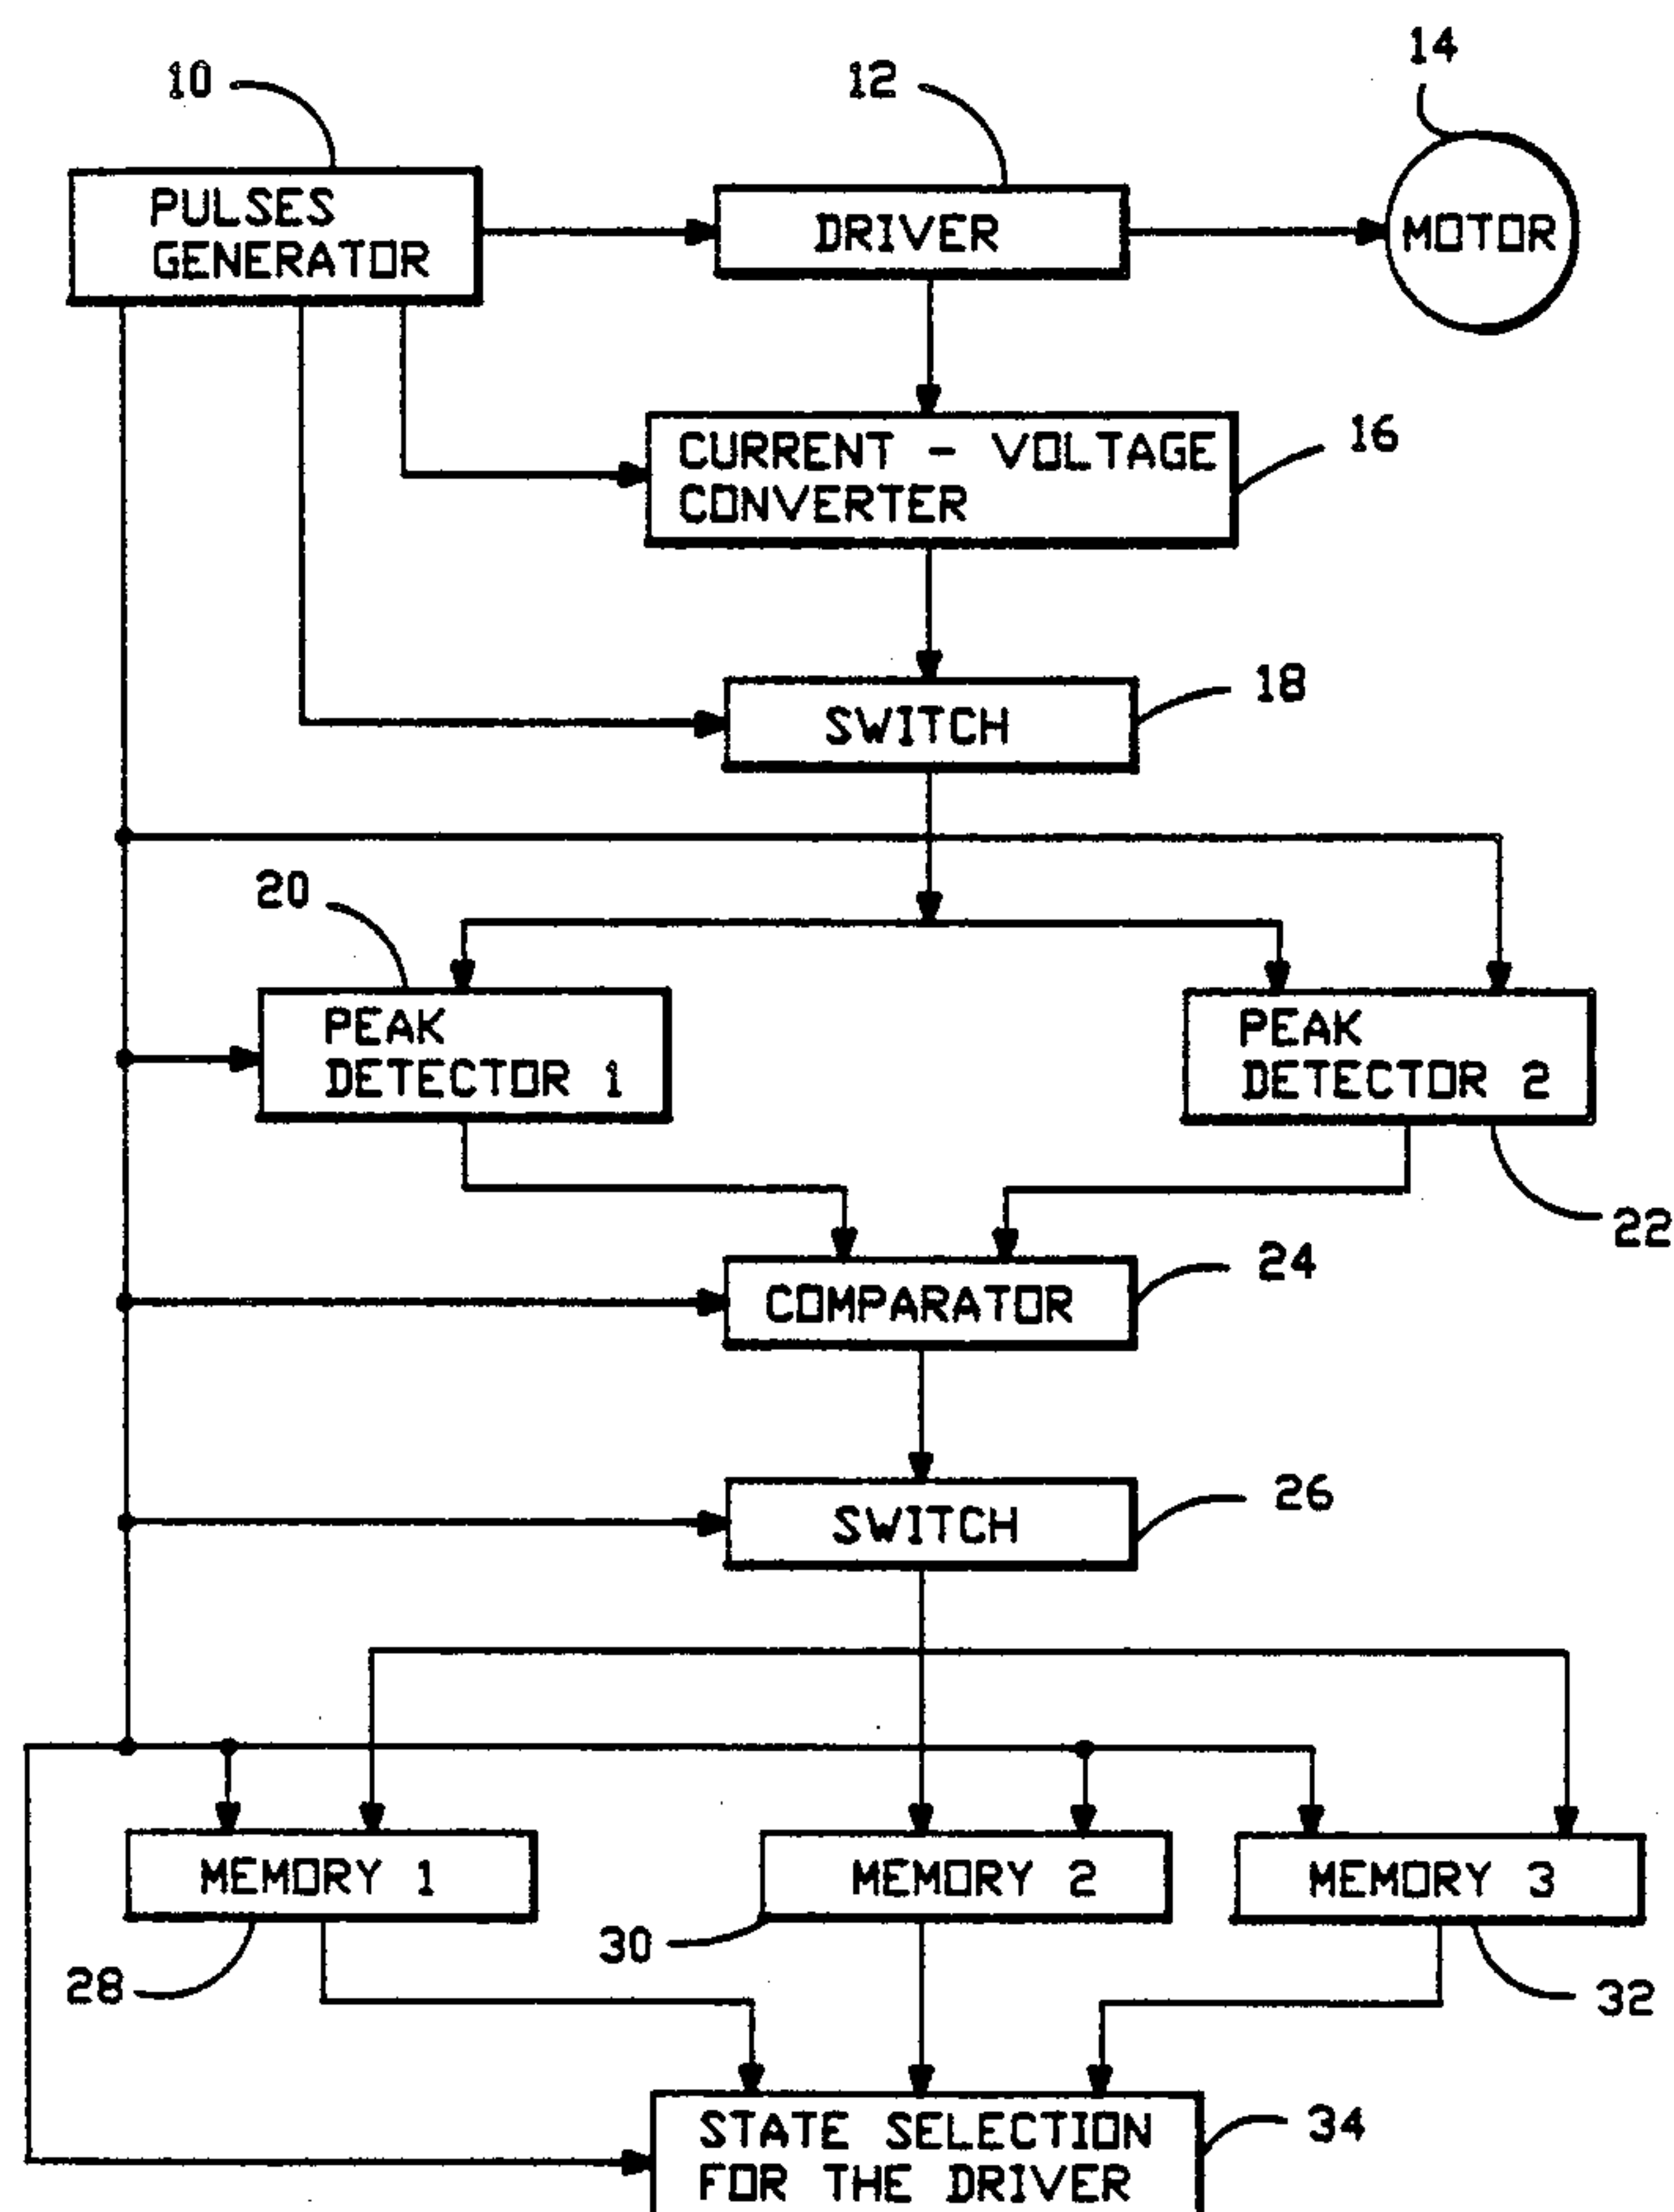 14
10
12
PULSES
GENERATOR
DRIVER
MOTOR
CURRENT - VOLTAGE
CONVERTER
16
18
SWITCH
20
PEAK
DETECTOR 1
PEAK
DETECTOR 2
22
24
COMPARATOR
26
SWITCH
MEMORY 1
MEMORY 2
MEMORY 3
30
28
32
34
STATE SELECTION
FOR THE DRIVER